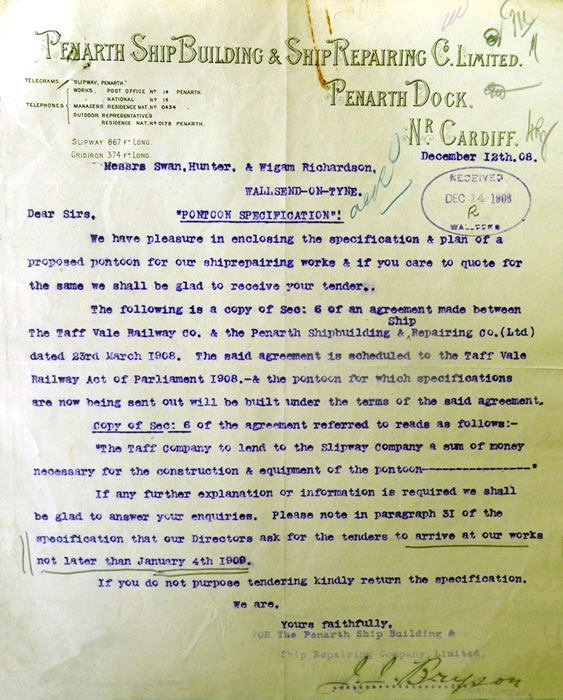 PENARTH SHIPBUILDING & SHIPREPAIRING Co. LIMITED.
PENARTH DOCK,
Nr CARDIFF.
TELEGRAMS "SLIPWAY, PENARTH."
TELEPHONES
WORKS, POST OFFICE No 14 PENARTH.
" NATIONAL No 15
MANAGERS RESIDENCE NAT. No 0434
OUTDOOR REPRESENTATIVES
RESIDENCE NAT. No 0178 PENARTH.
SLIPWAY 867 FT LONG.
GRIDIRON 374 FT LONG.
December 12th.08.
Messrs Swan,Hunter, & Wigam Richardson,
WALLSEND-ON-TYNE.
RECEIVED
DEC 14 1908
R
Dear Sirs,
"PONTOON SPECIFICATION"!
We have pleasure in enclosing the specification & plan of a
proposed pontoon for our shiprepairing works & if you care to quote for
the same we shall be glad to receive your tender..
The following is a copy of Sec: 6 of an agreement made between
Ship
The Taff Vale Railway Co. & the Penarth Shipbuilding & Repairing Co.(Ltd)
dated 23rd March 1908. The said agreement is scheduled to the Taff Vale
Railway Act of Parliament 1908.-& the pontoon for which specifications
are now being sent out will be built under the terms of the said agreement.
Copy of Sec: 6 of the agreement referred to reads as follows:-
"The Taff Company to lend to the Slipway Company a sum of money
necessary for the construction & equipment of the pontoon---------------"
If any further explanation or information is required we shall
be glad to answer your enquiries. Please note in paragraph 31 of the
specification that our Directors ask for the tenders to arrive at our works
not later than January 4th 1909.
If you do not purpose tendering kindly return the specification.
We are.
Yours faithfully.
FOR The Penarth Ship Building &
Ship Repairing Company, Limited,
J. J. Bryson